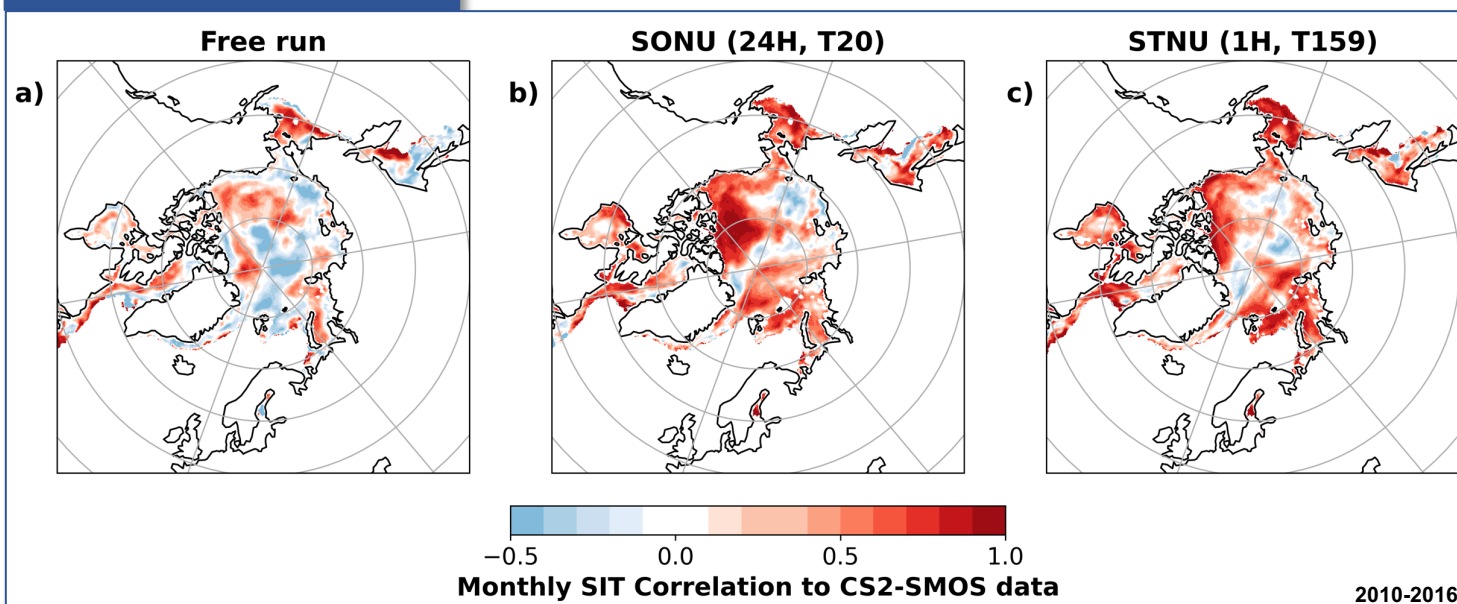 Free run
SONU (24H, T20)
STNU (1H, T159)
a)
b)
c)
−0.5
0.0
0.5
1.0
Monthly SIT Correlation to CS2-SMOS data
2010-2016